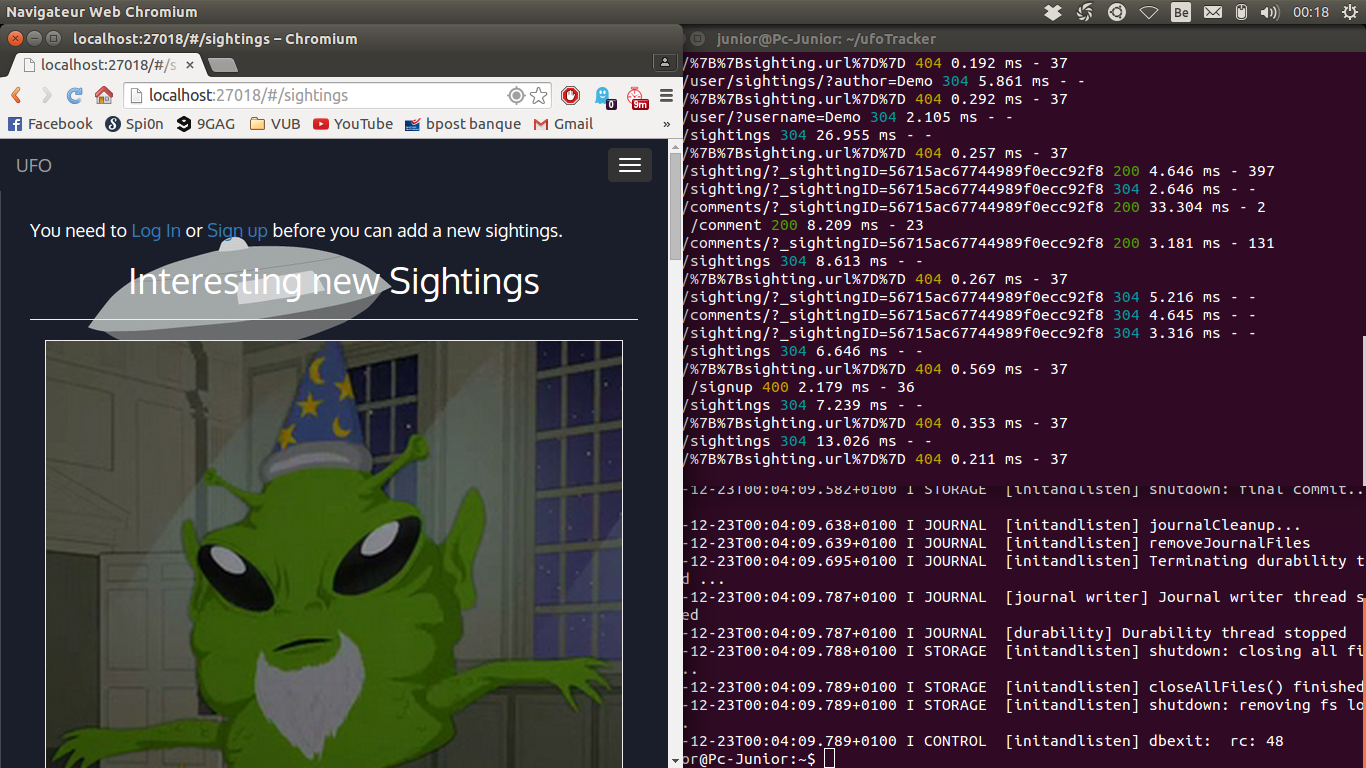 Navigateur Web Chromium
Be
00:18
localhost:27018/#/sightings – Chromium
localhost:27018/#/s
localhost:27018/#/sightings
0
9m
Facebook
Spi0n
9GAG
VUB
YouTube
bpost banque
Gmail
»
UFO
You need to Log In or Sign up before you can add a new sightings.
Interesting new Sightings
junior@Pc-Junior: ~/ufoTracker
/%7B%7Bsighting.url%7D%7D 404 0.192 ms - 37
/user/sightings/?author=Demo 304 5.861 ms - -
/%7B%7Bsighting.url%7D%7D 404 0.292 ms - 37
/user/?username=Demo 304 2.105 ms - -
/sightings 304 26.955 ms - -
/%7B%7Bsighting.url%7D%7D 404 0.257 ms - 37
/sighting/?_sightingID=56715ac67744989f0ecc92f8 200 4.646 ms - 397
/sighting/?_sightingID=56715ac67744989f0ecc92f8 304 2.646 ms - -
/comments/?_sightingID=56715ac67744989f0ecc92f8 200 33.304 ms - 2
/comment 200 8.209 ms - 23
/comments/?_sightingID=56715ac67744989f0ecc92f8 200 3.181 ms - 131
/sightings 304 8.613 ms - -
/%7B%7Bsighting.url%7D%7D 404 0.267 ms - 37
/sighting/?_sightingID=56715ac67744989f0ecc92f8 304 5.216 ms - -
/comments/?_sightingID=56715ac67744989f0ecc92f8 304 4.645 ms - -
/sighting/?_sightingID=56715ac67744989f0ecc92f8 304 3.316 ms - -
/sightings 304 6.646 ms - -
/%7B%7Bsighting.url%7D%7D 404 0.569 ms - 37
/signup 400 2.179 ms - 36
/sightings 304 7.239 ms - -
/%7B%7Bsighting.url%7D%7D 404 0.353 ms - 37
/sightings 304 13.026 ms - -
/%7B%7Bsighting.url%7D%7D 404 0.211 ms - 37
-12-23T00:04:09.582+0100 I STORAGE [initandlisten] shutdown: final commit..
-12-23T00:04:09.638+0100 I JOURNAL [initandlisten] journalCleanup...
-12-23T00:04:09.639+0100 I JOURNAL [initandlisten] removeJournalFiles
-12-23T00:04:09.695+0100 I JOURNAL [initandlisten] Terminating durability t
d ...
-12-23T00:04:09.787+0100 I JOURNAL [journal writer] Journal writer thread s
ed
-12-23T00:04:09.787+0100 I JOURNAL [durability] Durability thread stopped
-12-23T00:04:09.788+0100 I STORAGE [initandlisten] shutdown: closing all fi
..
-12-23T00:04:09.789+0100 I STORAGE [initandlisten] closeAllFiles() finished
-12-23T00:04:09.789+0100 I STORAGE [initandlisten] shutdown: removing fs lo
.
-12-23T00:04:09.789+0100 I CONTROL [initandlisten] dbexit: rc: 48
or@Pc-Junior:~$